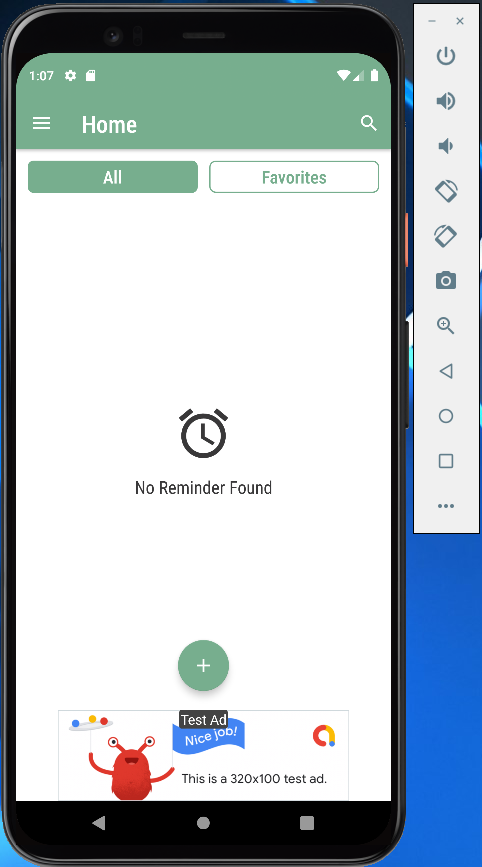 1:07
Home
All
Favorites
No Reminder Found
+
Test Ad
Nice job!
This is a 320x100 test ad.